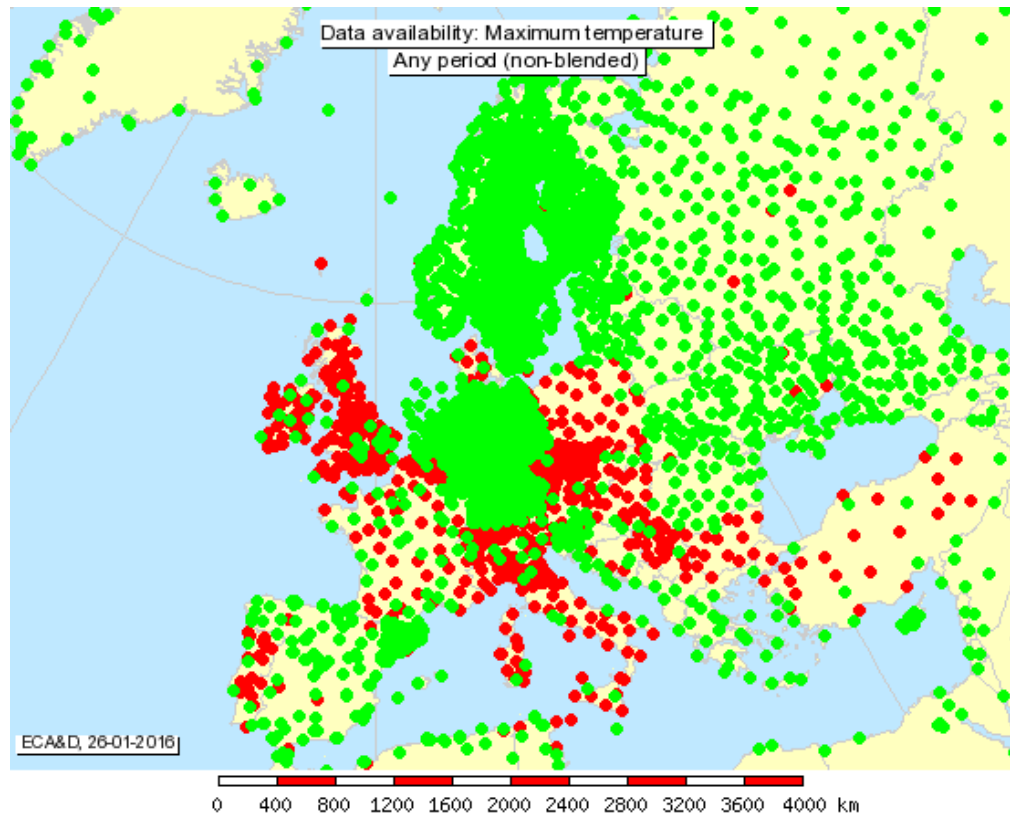 Data availability: Maximum temperature
Any period (non-blended)
ECA&D, 26-01-2016
0 400 800 1200 1600 2000 2400 2800 3200 3600 4000 km